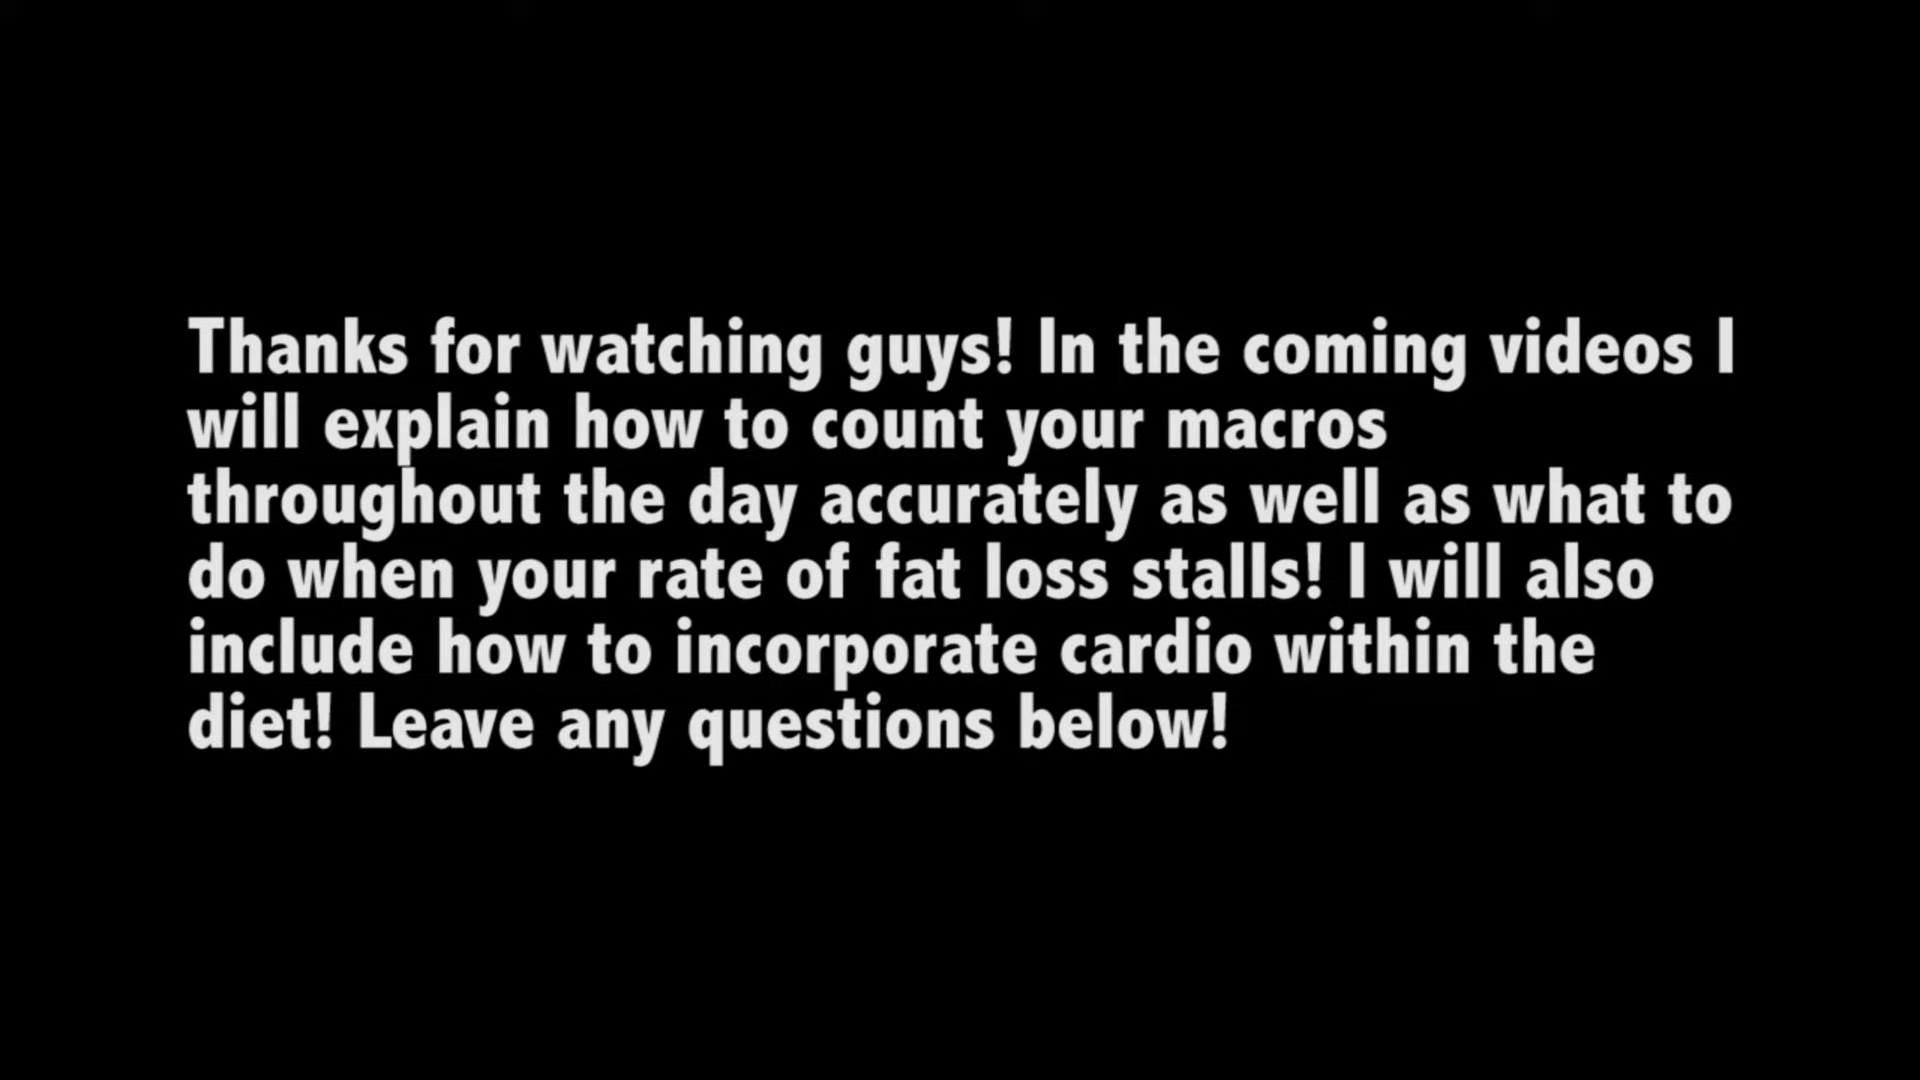 Thanks for watching guys! In the coming videos I
will explain how to count your macros
throughout the day accurately as well as what to
do when your rate of fat loss stalls! I will also
include how to incorporate cardio within the
diet! Leave any questions below!